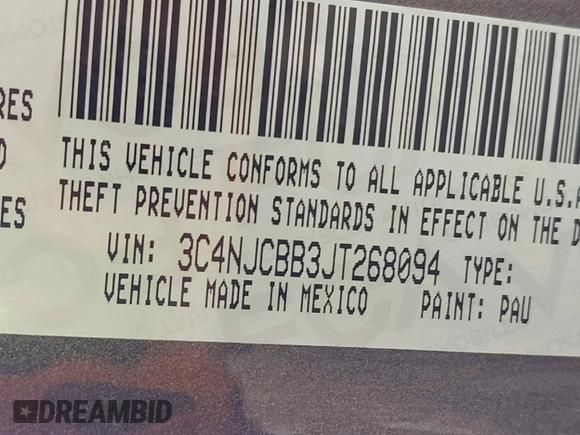 RES
THIS VEHICLE CONFORMS TO ALL APPLICABLE U.S.A
THEFT PREVENTION STANDARDS IN EFFECT ON THE D
ES
VIN: 3C4NJCBB3JT268094 TYPE:
VEHICLE MADE IN MEXICO PAINT: PAU
DREAMBID